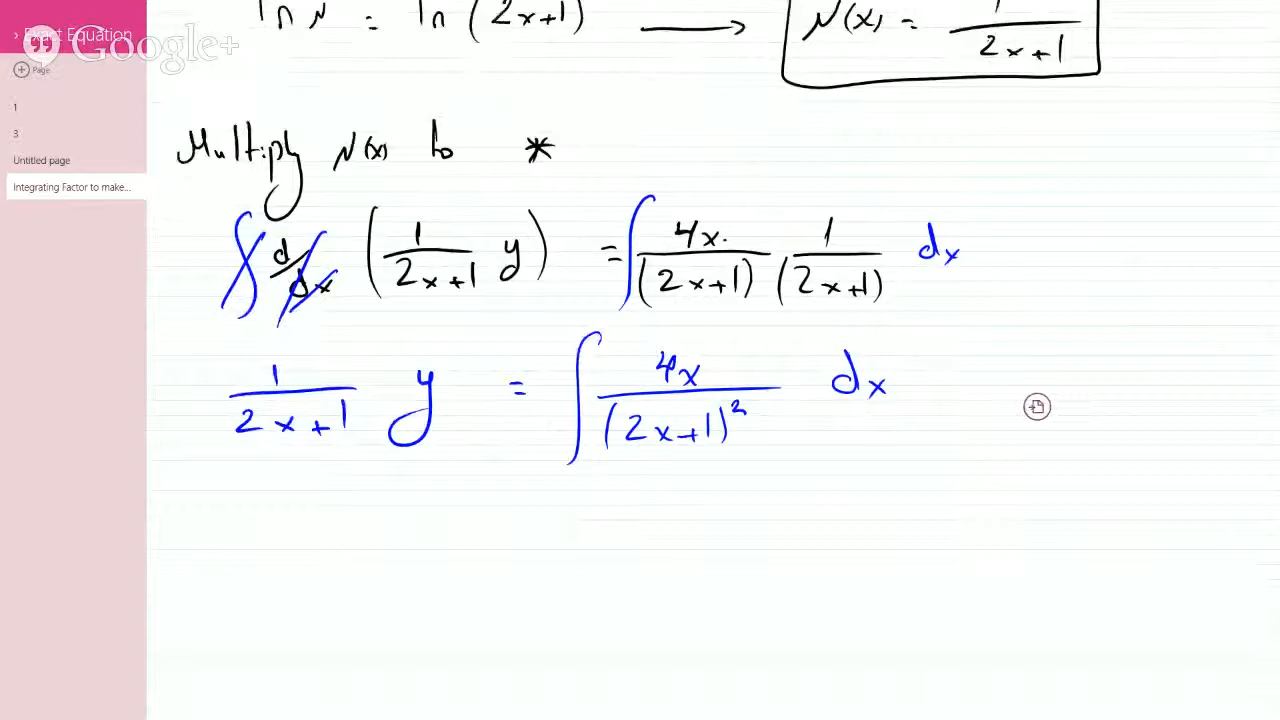 ln μ = ln (2x+1) ⟶ μ(x) = 1/(2x+1)
› Exact Equation
Google+
Page
1
3
Untitled page
Integrating Factor to make...
Multiply μ(x) to *
∫ d/dx (1/(2x+1) y) = ∫ 4x/(2x+1) 1/(2x+1) dx
1/(2x+1) y = ∫ 4x/(2x+1)² dx